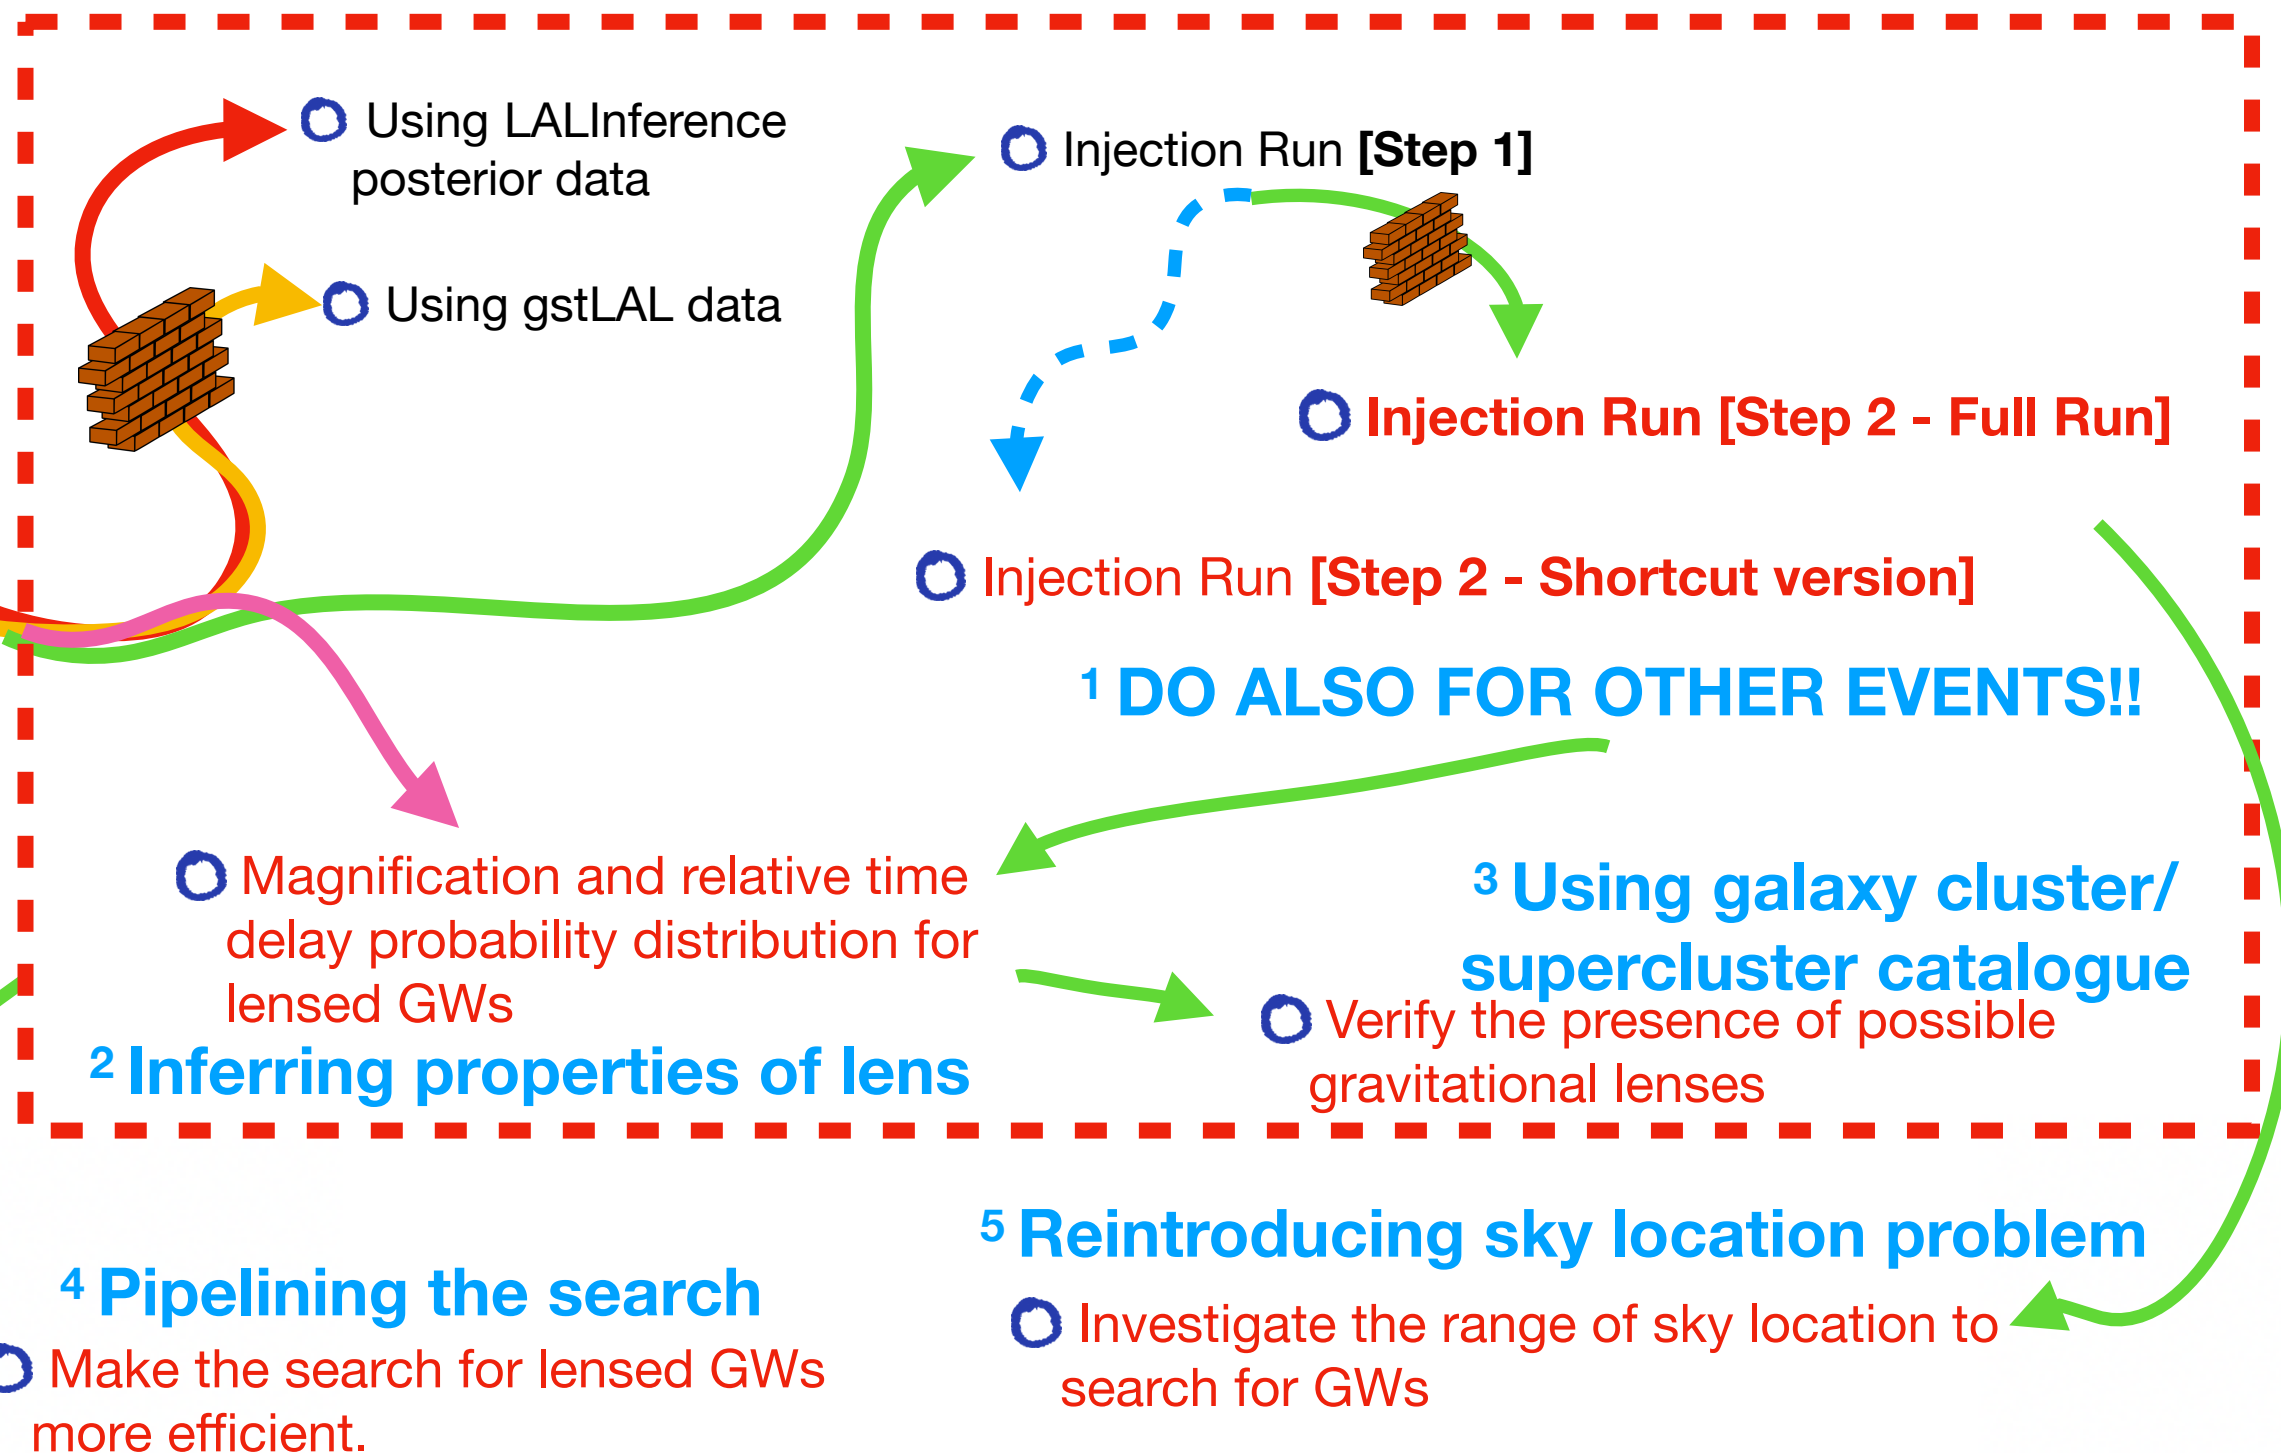 Using LALInference
posterior data
Using gstLAL data
Injection Run [Step 1]
Injection Run [Step 2 - Full Run]
Injection Run [Step 2 - Shortcut version]
1 DO ALSO FOR OTHER EVENTS!!
Magnification and relative time
delay probability distribution for
lensed GWs
2 Inferring properties of lens
3 Using galaxy cluster/
supercluster catalogue
Verify the presence of possible
gravitational lenses
4 Pipelining the search
Make the search for lensed GWs
more efficient.
5 Reintroducing sky location problem
Investigate the range of sky location to
search for GWs